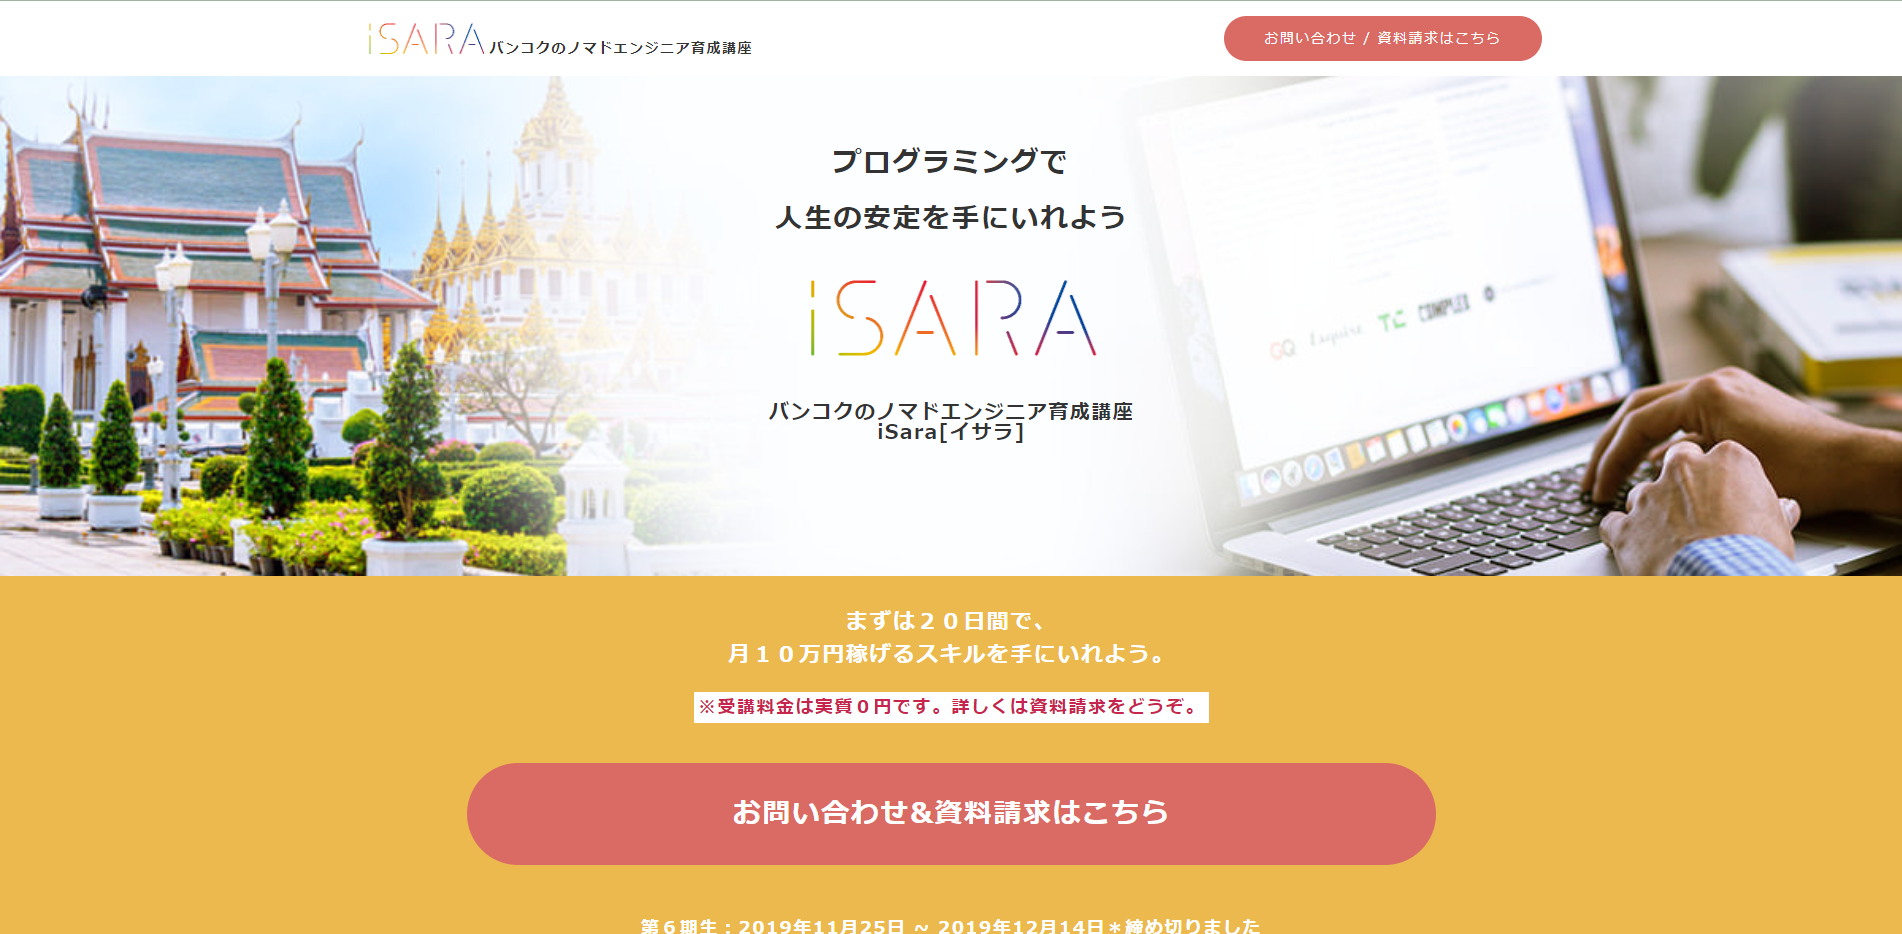 iSARA バンコクのノマドエンジニア育成講座
お問い合わせ / 資料請求はこちら
プログラミングで
人生の安定を手にいれよう
iSARA
バンコクのノマドエンジニア育成講座
iSara[イサラ]
GQ Esquire TC COMPLEX
まずは２０日間で、
月１０万円稼げるスキルを手にいれよう。
※受講料金は実質０円です。詳しくは資料請求をどうぞ。
お問い合わせ&資料請求はこちら
第６期生：2019年11月25日 ~ 2019年12月14日＊締め切りました